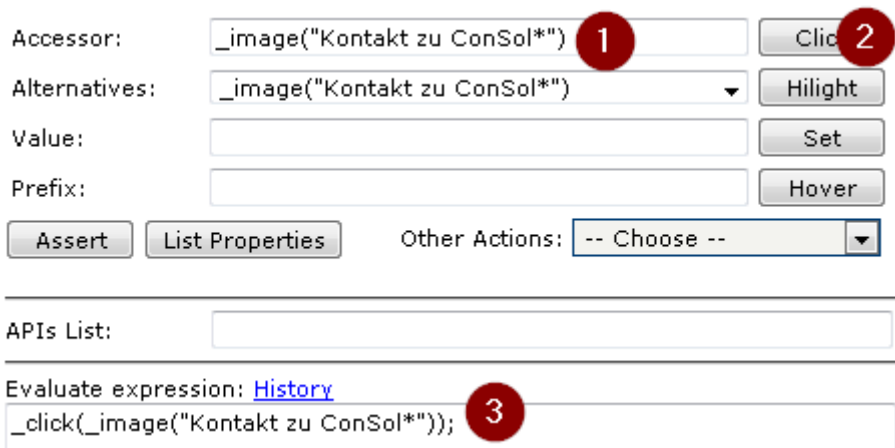 Accessor: _image("Kontakt zu ConSol*") 1 Clic 2
Alternatives: _image("Kontakt zu ConSol*") Hilight
Value: Set
Prefix: Hover
Assert List Properties Other Actions: -- Choose --
APIs List:
Evaluate expression: History
_click(_image("Kontakt zu ConSol*")); 3